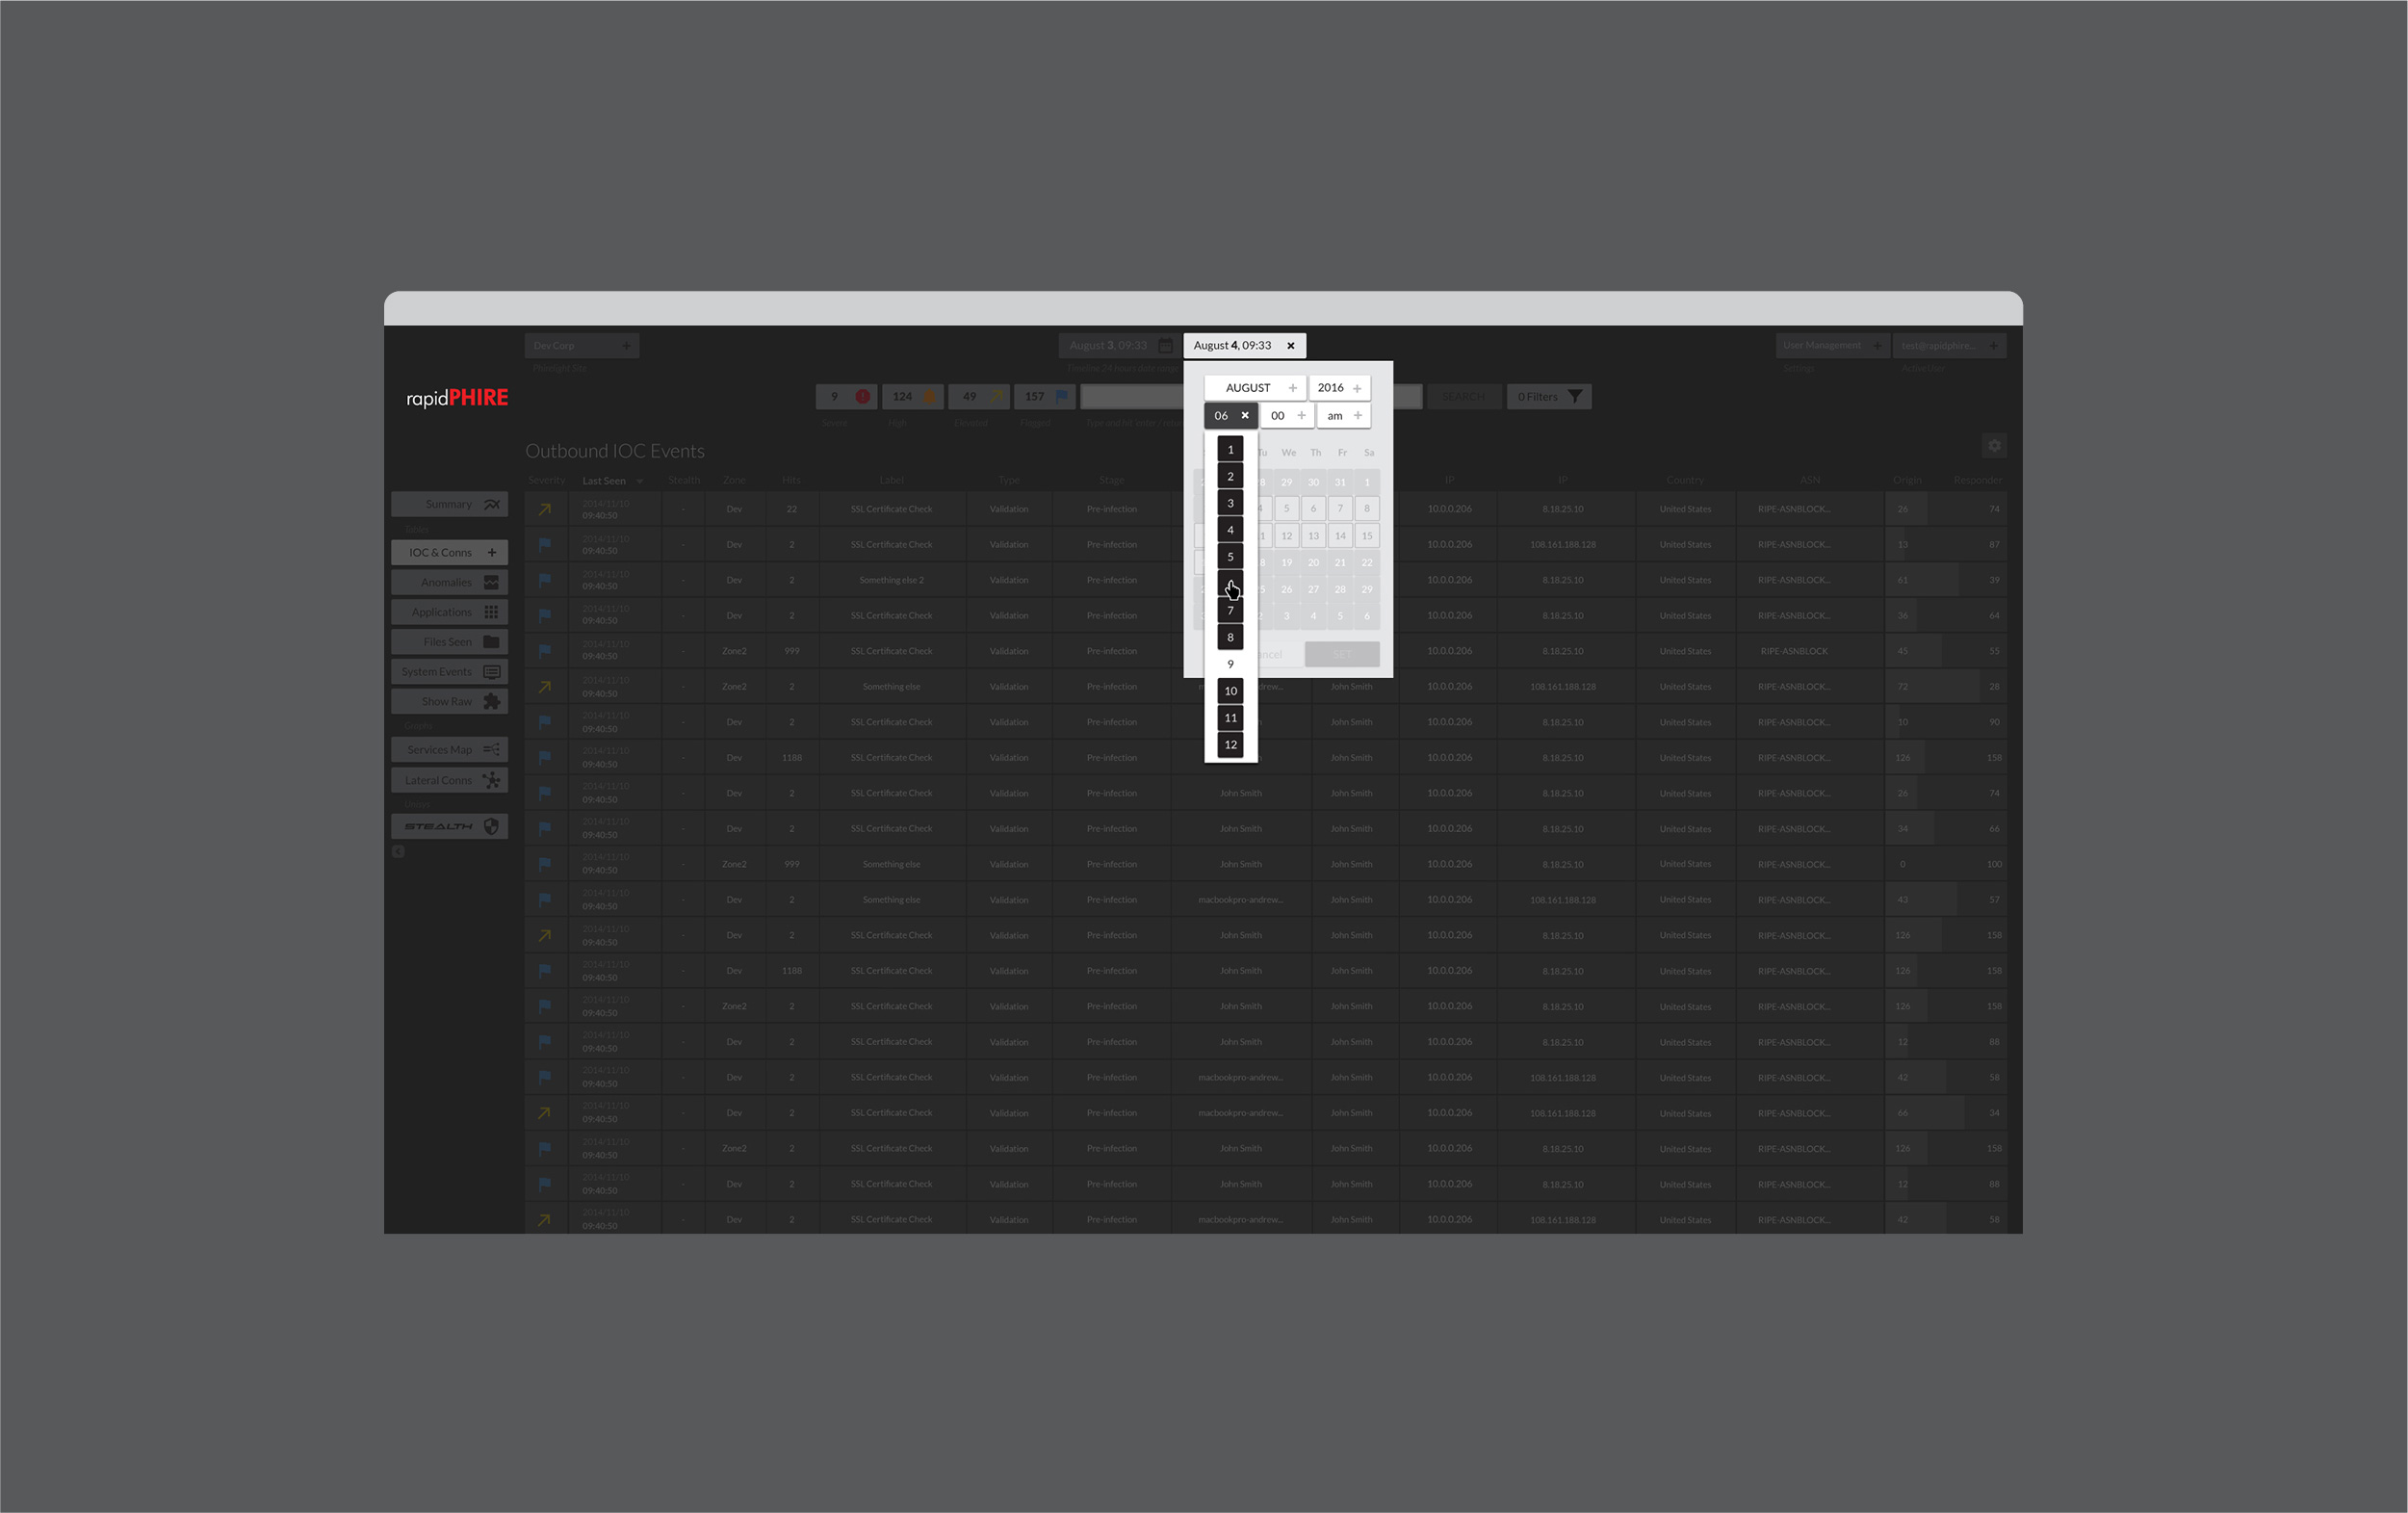 Dev Corp +
August 3, 09:33
August 4, 09:33 ×
User Management +
test@rapidphire... +
Timeline 24 hours data range
Settings
Active User
rapidPHIRE
9
124
49
157
SEARCH
0 Filters
Severe
High
Elevated
Flagged
AUGUST +
2016 +
06 ×
00 +
am +
1
2
3
4
5
7
8
9
10
11
12
Tu We Th Fr Sa
8 29 30 31 1
4 5 6 7 8
1 12 13 14 15
8 19 20 21 22
5 26 27 28 29
2 3 4 5 6
SET
Outbound IOC Events
Summary
Tables
IOC & Conns +
Anomalies
Applications
Files Seen
System Events
Show Raw
Graphs
Services Map
Lateral Conns
STEALTH
Severity Last Seen Stealth Zone Hits Label Type Stage IP IP Country ASN Origin Responder
2014/11/10 09:40:50 - Dev 22 SSL Certificate Check Validation Pre-infection 10.0.0.206 8.18.25.10 United States RIPE-ASNBLOCK... 26 74
2014/11/10 09:40:50 - Dev 2 SSL Certificate Check Validation Pre-infection 10.0.0.206 108.161.188.128 United States RIPE-ASNBLOCK... 13 87
2014/11/10 09:40:50 - Dev 2 Something else 2 Validation Pre-infection 10.0.0.206 8.18.25.10 United States RIPE-ASNBLOCK... 61 39
2014/11/10 09:40:50 - Dev 2 SSL Certificate Check Validation Pre-infection 10.0.0.206 8.18.25.10 United States RIPE-ASNBLOCK... 36 64
2014/11/10 09:40:50 - Zone2 999 SSL Certificate Check Validation Pre-infection 10.0.0.206 8.18.25.10 United States RIPE-ASNBLOCK 45 55
2014/11/10 09:40:50 - Zone2 2 Something else Validation Pre-infection John Smith 10.0.0.206 108.161.188.128 United States RIPE-ASNBLOCK... 72 28
2014/11/10 09:40:50 - Dev 2 SSL Certificate Check Validation Pre-infection John Smith 10.0.0.206 8.18.25.10 United States RIPE-ASNBLOCK... 10 90
2014/11/10 09:40:50 - Dev 1188 SSL Certificate Check Validation Pre-infection John Smith 10.0.0.206 8.18.25.10 United States RIPE-ASNBLOCK... 126 158
2014/11/10 09:40:50 - Dev 2 SSL Certificate Check Validation Pre-infection John Smith John Smith 10.0.0.206 8.18.25.10 United States RIPE-ASNBLOCK... 26 74
2014/11/10 09:40:50 - Dev 2 SSL Certificate Check Validation Pre-infection John Smith John Smith 10.0.0.206 8.18.25.10 United States RIPE-ASNBLOCK... 34 66
2014/11/10 09:40:50 - Zone2 999 Something else Validation Pre-infection John Smith John Smith 10.0.0.206 8.18.25.10 United States RIPE-ASNBLOCK... 0 100
2014/11/10 09:40:50 - Dev 2 Something else Validation Pre-infection macbookpro-andrew... John Smith 10.0.0.206 108.161.188.128 United States RIPE-ASNBLOCK... 43 57
2014/11/10 09:40:50 - Dev 2 SSL Certificate Check Validation Pre-infection John Smith John Smith 10.0.0.206 8.18.25.10 United States RIPE-ASNBLOCK... 126 158
2014/11/10 09:40:50 - Dev 1188 SSL Certificate Check Validation Pre-infection John Smith John Smith 10.0.0.206 8.18.25.10 United States RIPE-ASNBLOCK... 126 158
2014/11/10 09:40:50 - Zone2 2 SSL Certificate Check Validation Pre-infection John Smith John Smith 10.0.0.206 8.18.25.10 United States RIPE-ASNBLOCK... 126 158
2014/11/10 09:40:50 - Dev 2 SSL Certificate Check Validation Pre-infection John Smith John Smith 10.0.0.206 8.18.25.10 United States RIPE-ASNBLOCK... 12 88
2014/11/10 09:40:50 - Dev 2 SSL Certificate Check Validation Pre-infection macbookpro-andrew... John Smith 10.0.0.206 108.161.188.128 United States RIPE-ASNBLOCK... 42 58
2014/11/10 09:40:50 - Dev 2 SSL Certificate Check Validation Pre-infection macbookpro-andrew... John Smith 10.0.0.206 108.161.188.128 United States RIPE-ASNBLOCK... 66 34
2014/11/10 09:40:50 - Zone2 2 SSL Certificate Check Validation Pre-infection John Smith John Smith 10.0.0.206 8.18.25.10 United States RIPE-ASNBLOCK... 126 158
2014/11/10 09:40:50 - Dev 2 SSL Certificate Check Validation Pre-infection John Smith John Smith 10.0.0.206 8.18.25.10 United States RIPE-ASNBLOCK... 12 88
2014/11/10 09:40:50 - Dev 2 SSL Certificate Check Validation Pre-infection macbookpro-andrew... John Smith 10.0.0.206 108.161.188.128 United States RIPE-ASNBLOCK... 42 58